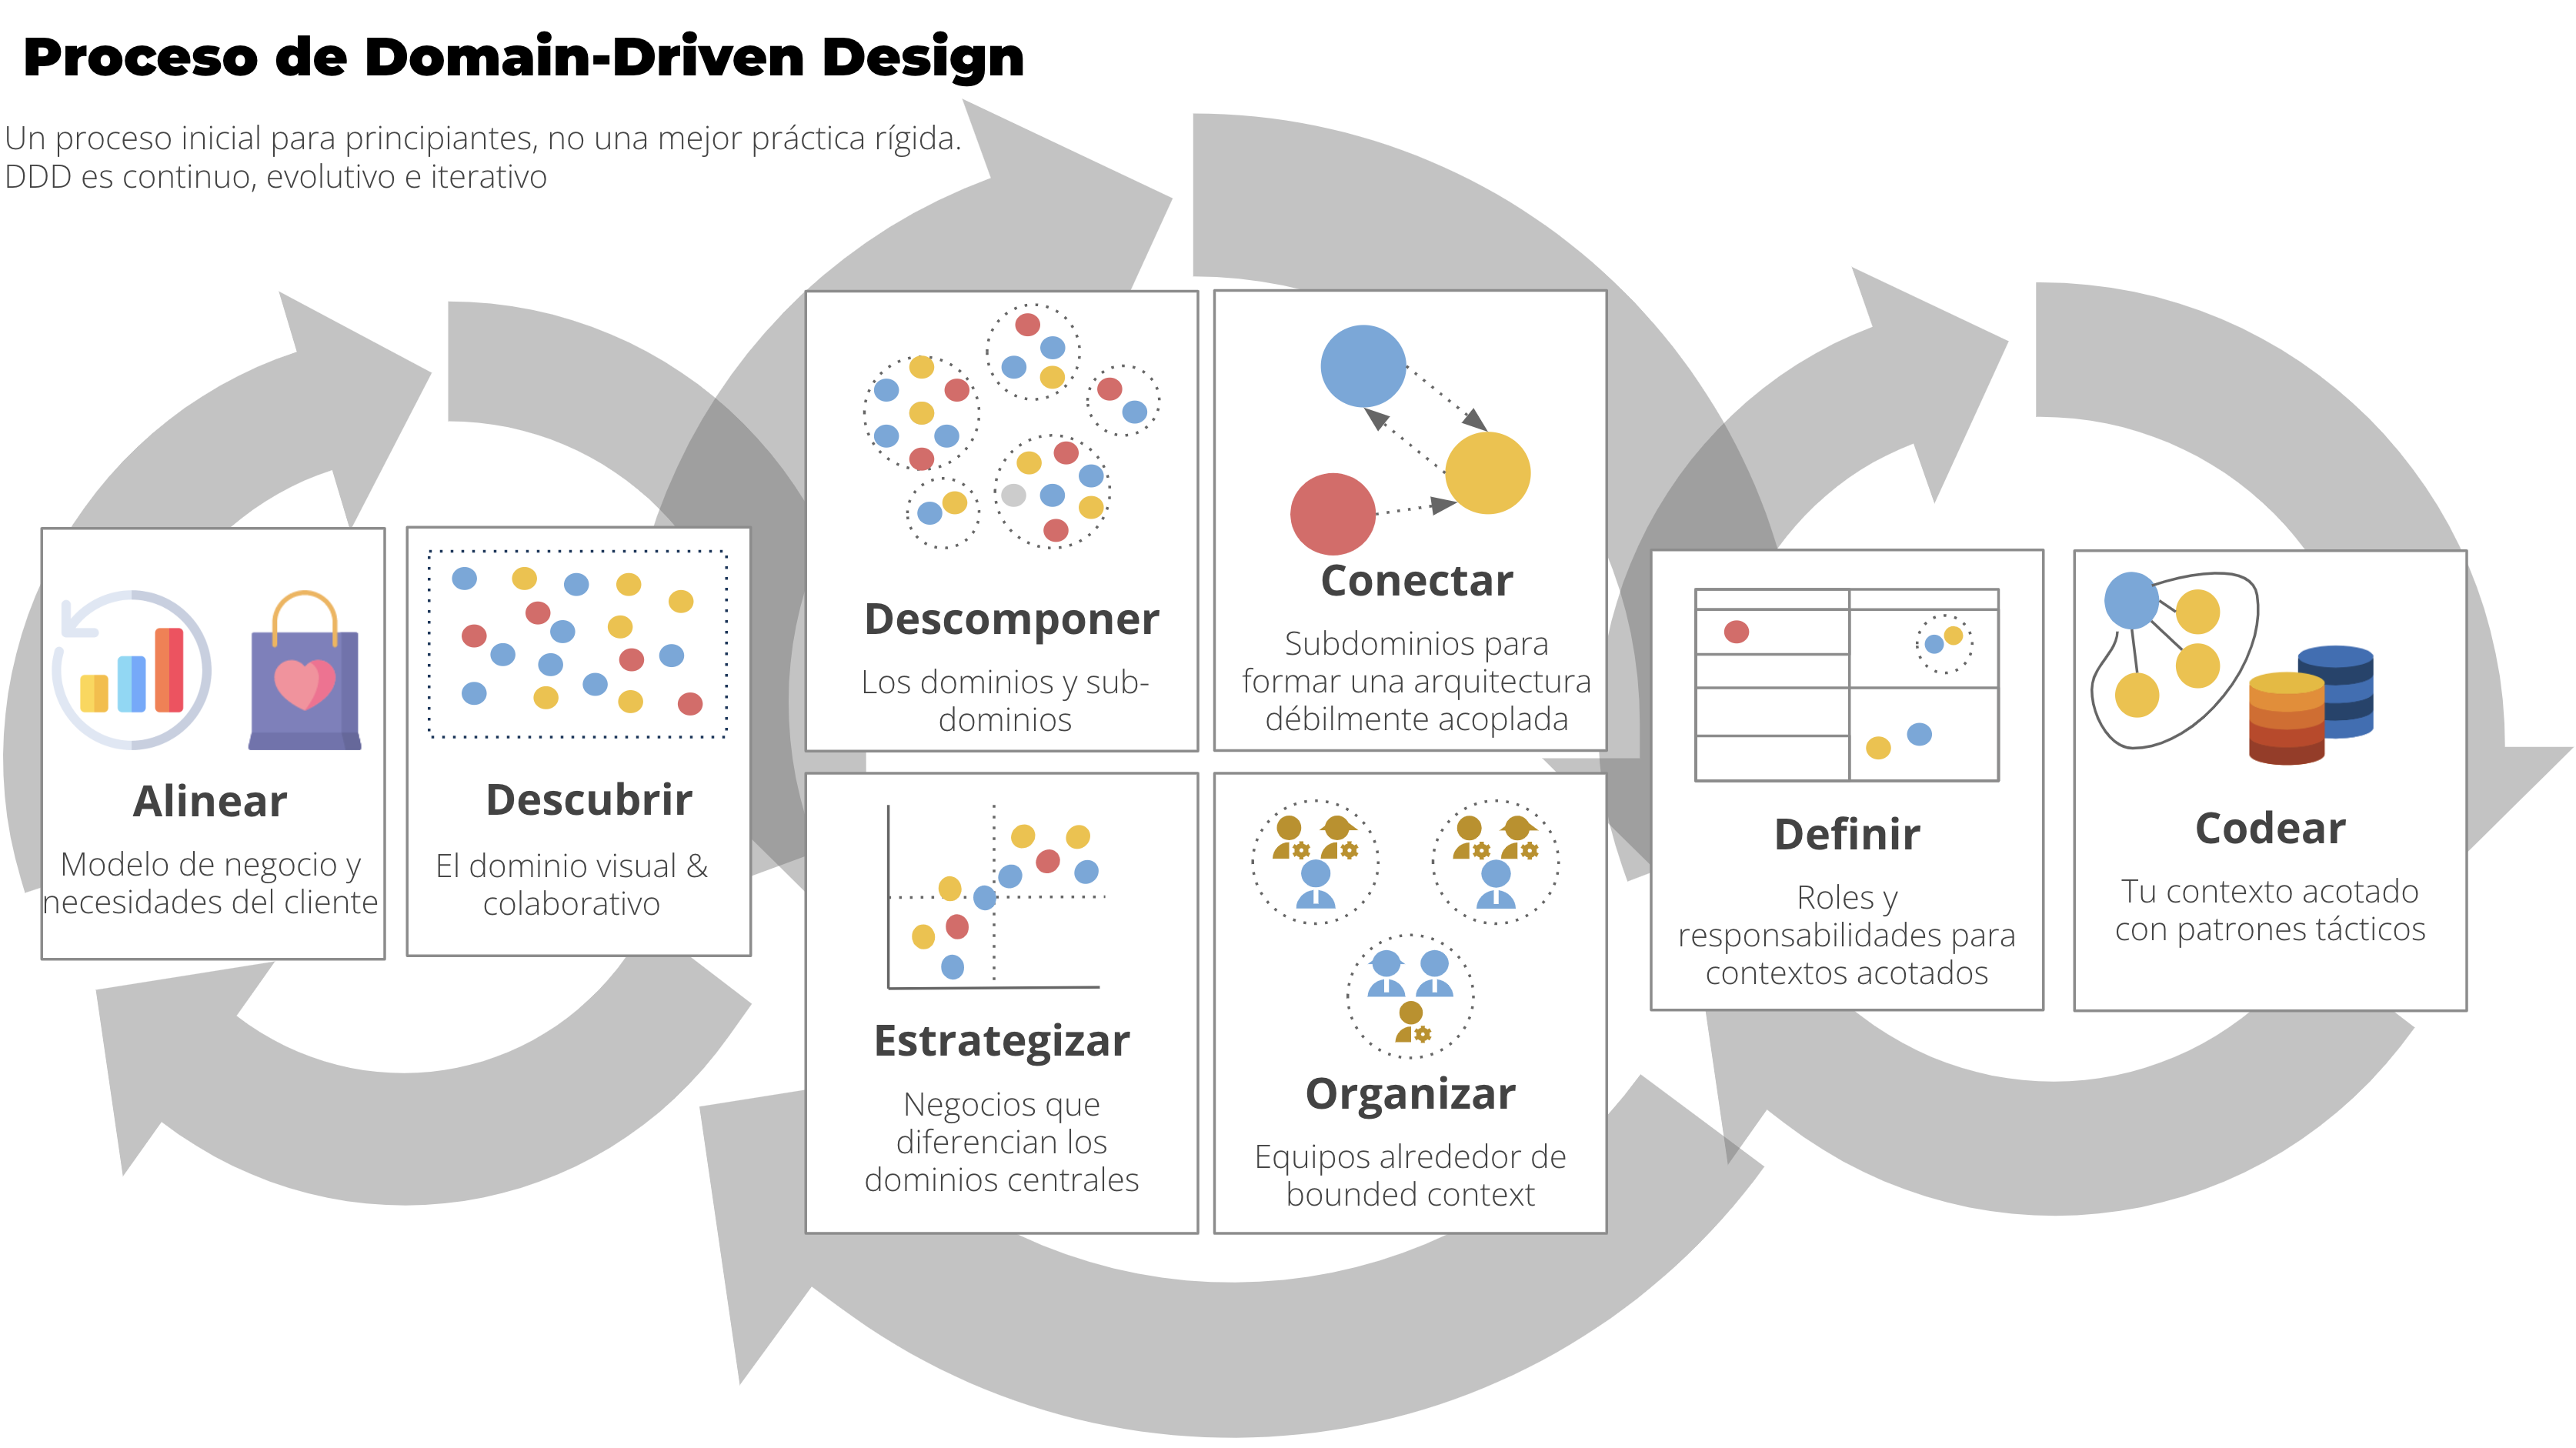 Proceso de Domain-Driven Design
Un proceso inicial para principiantes, no una mejor práctica rígida.
DDD es continuo, evolutivo e iterativo
Alinear
Modelo de negocio y
necesidades del cliente
Descubrir
El dominio visual &
colaborativo
Descomponer
Los dominios y sub-
dominios
Conectar
Subdominios para
formar una arquitectura
débilmente acoplada
Estrategizar
Negocios que
diferencian los
dominios centrales
Organizar
Equipos alrededor de
bounded context
Definir
Roles y
responsabilidades para
contextos acotados
Codear
Tu contexto acotado
con patrones tácticos